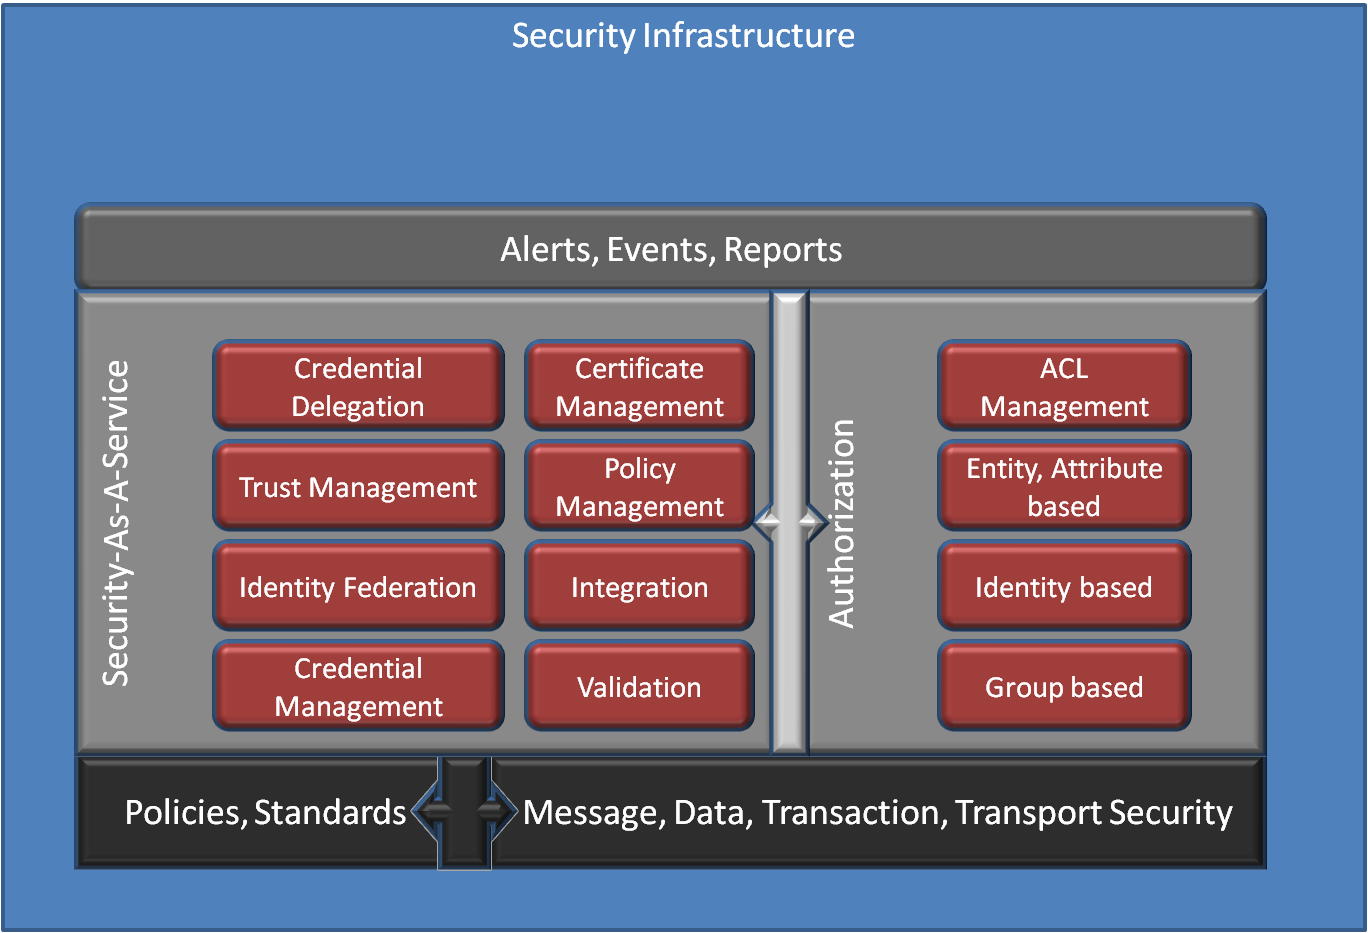 Security Infrastructure
Alerts, Events, Reports
Security-As-A-Service
Credential
Delegation
Certificate
Management
Trust Management
Policy
Management
Identity Federation
Integration
Credential
Management
Validation
Authorization
ACL
Management
Entity, Attribute
based
Identity based
Group based
Policies, Standards
Message, Data, Transaction, Transport Security